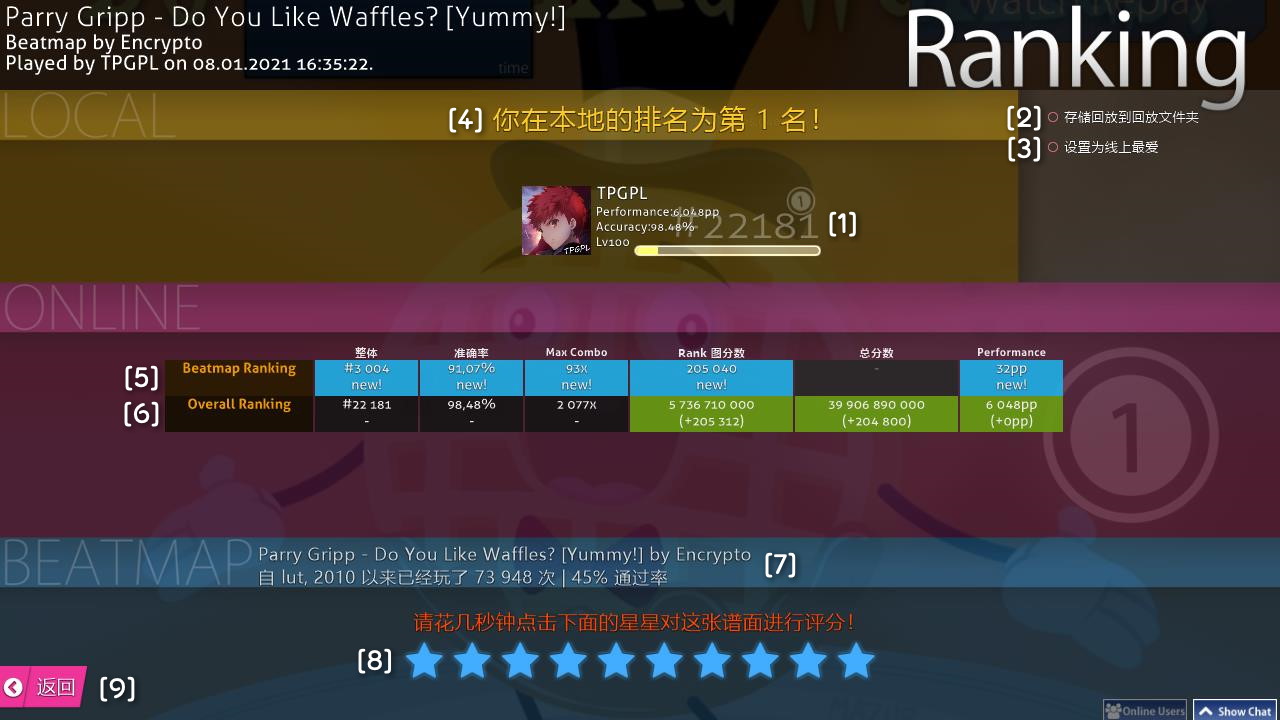 Parry Gripp - Do You Like Waffles? [Yummy!]
Beatmap by Encrypto
Played by TPGPL on 08.01.2021 16:35:22.
Watch Replay
time
Ranking
LOCAL
[4] 你在本地的排名为第 1 名!
[2] 存储回放到回放文件夹
[3] 设置为线上最爱
TPGPL
Performance:6,048pp
Accuracy:98.48%
Lv100
#22181
1
[1]
TPGPL
ONLINE
整体 准确率 Max Combo Rank 图分数 总分数 Performance
[5] Beatmap Ranking #3 004 91,07% 93x 205 040 - 32pp
new! new! new! new! new!
[6] Overall Ranking #22 181 98,48% 2 077x 5 736 710 000 39 906 890 000 6 048pp
- - - (+205 312) (+204 800) (+0pp)
1
BEATMAP
Parry Gripp - Do You Like Waffles? [Yummy!] by Encrypto
自 lut, 2010 以来已经玩了 73 948 次 | 45% 通过率
[7]
请花几秒钟点击下面的星星对这张谱面进行评分!
[8]
返回 [9]
Online Users
Show Chat